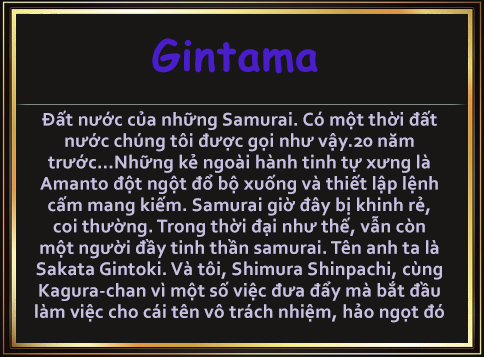 Gintama
Đất nước của những Samurai. Có một thời đất
nước chúng tôi được gọi như vậy.20 năm
trước...Những kẻ ngoài hành tinh tự xưng là
Amanto đột ngột đổ bộ xuống và thiết lập lệnh
cấm mang kiếm. Samurai giờ đây bị khinh rẻ,
coi thường. Trong thời đại như thế, vẫn còn
một người đầy tinh thần samurai. Tên anh ta là
Sakata Gintoki. Và tôi, Shimura Shinpachi, cùng
Kagura-chan vì một số việc đưa đẩy mà bắt đầu
làm việc cho cái tên vô trách nhiệm, hảo ngọt đó